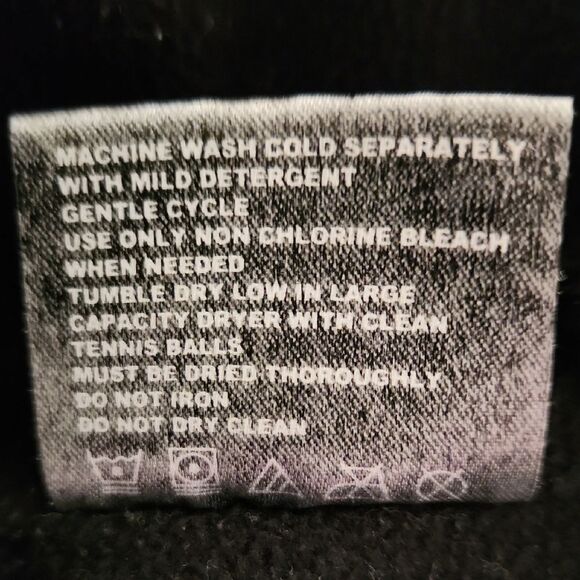 MACHINE WASH COLD SEPARATELY
WITH MILD DETERGENT
GENTLE CYCLE
USE ONLY NON CHLORINE BLEACH
WHEN NEEDED
TUMBLE DRY LOW IN LARGE
CAPACITY DRYER WITH CLEAN
TENNIS BALLS
MUST BE DRIED THOROUGHLY
DO NOT IRON
DO NOT DRY CLEAN